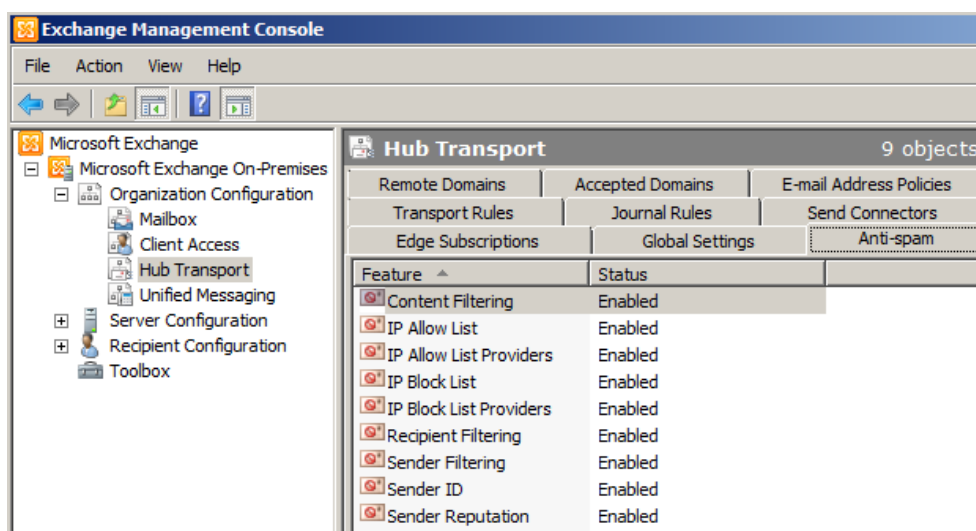 Exchange Management Console
File Action View Help
Microsoft Exchange
Microsoft Exchange On-Premises
Organization Configuration
Mailbox
Client Access
Hub Transport
Unified Messaging
Server Configuration
Recipient Configuration
Toolbox
Hub Transport 9 objects
Remote Domains Accepted Domains E-mail Address Policies
Transport Rules Journal Rules Send Connectors
Edge Subscriptions Global Settings Anti-spam
Feature Status
Content Filtering Enabled
IP Allow List Enabled
IP Allow List Providers Enabled
IP Block List Enabled
IP Block List Providers Enabled
Recipient Filtering Enabled
Sender Filtering Enabled
Sender ID Enabled
Sender Reputation Enabled